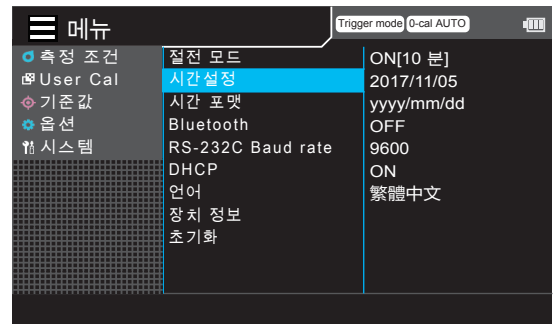 메뉴
Trigger mode 0-cal AUTO
측정 조건
User Cal
기준값
옵션
시스템
절전 모드 ON[10 분]
시간설정 2017/11/05
시간 포맷 yyyy/mm/dd
Bluetooth OFF
RS-232C Baud rate 9600
DHCP ON
언어 繁體中文
장치 정보
초기화